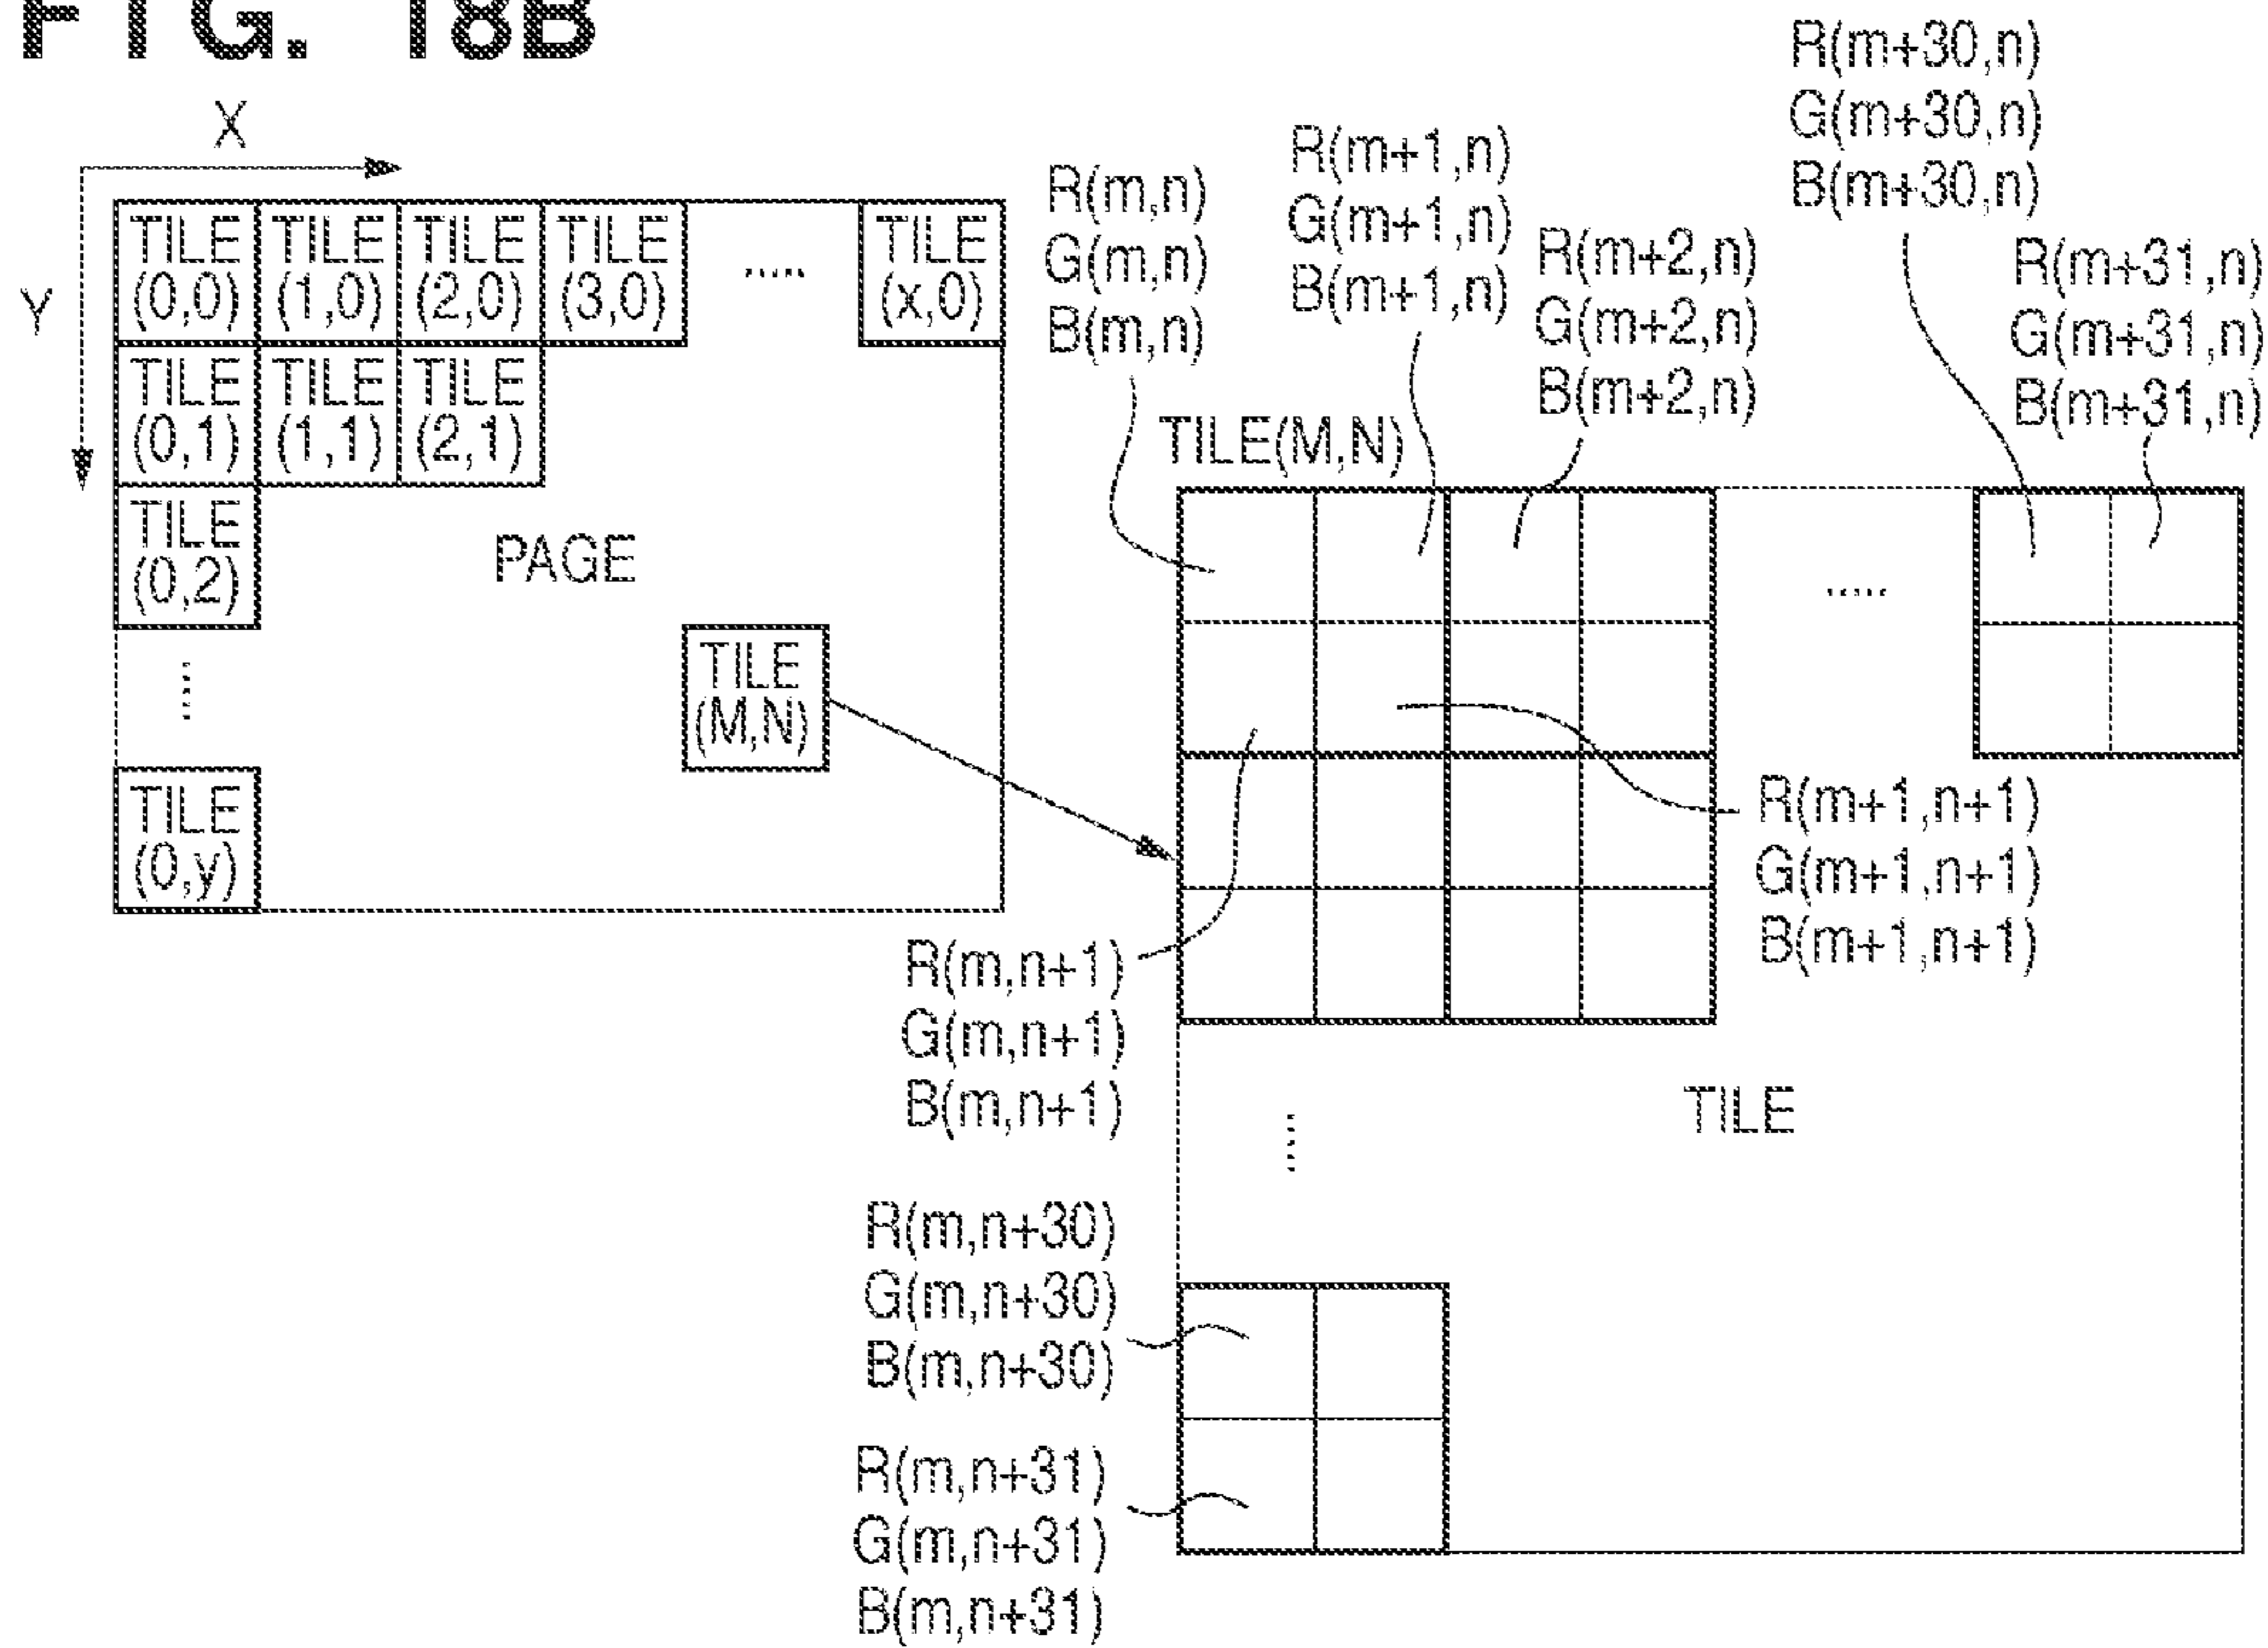 FIG. 18B
X
Y
TILE
(0,0)
TILE
(1,0)
TILE
(2,0)
TILE
(3,0)
.....
TILE
(x,0)
TILE
(0,1)
TILE
(1,1)
TILE
(2,1)
TILE
(0,2)
PAGE
.....
TILE
(M,N)
TILE
(0,y)
R(m,n)
G(m,n)
B(m,n)
R(m+1,n)
G(m+1,n)
B(m+1,n)
R(m+2,n)
G(m+2,n)
B(m+2,n)
R(m+30,n)
G(m+30,n)
B(m+30,n)
R(m+31,n)
G(m+31,n)
B(m+31,n)
TILE(M,N)
.....
R(m+1,n+1)
G(m+1,n+1)
B(m+1,n+1)
R(m,n+1)
G(m,n+1)
B(m,n+1)
TILE
.....
R(m,n+30)
G(m,n+30)
B(m,n+30)
R(m,n+31)
G(m,n+31)
B(m,n+31)